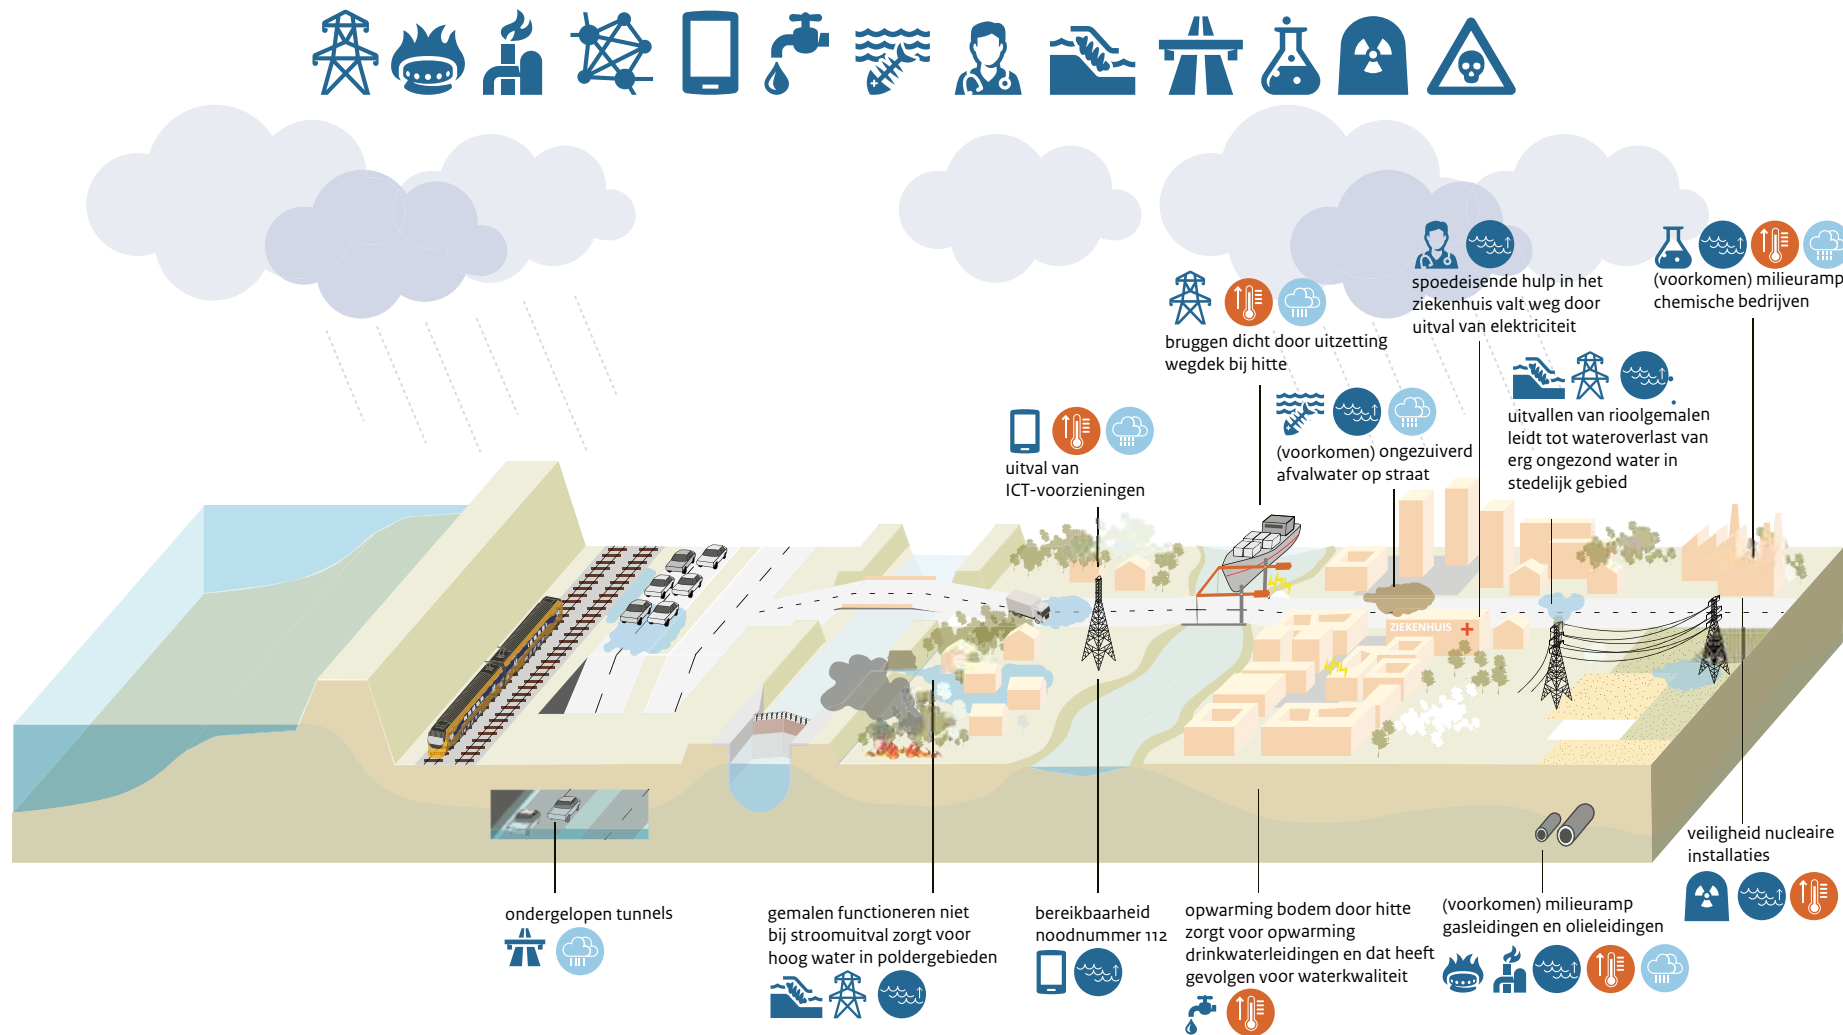 spoedeisende hulp in het
ziekenhuis valt weg door
uitval van elektriciteit
(voorkomen) milieuramp
chemische bedrijven
bruggen dicht door uitzetting
wegdek bij hitte
uitvallen van rioolgemalen
leidt tot wateroverlast van
erg ongezond water in
stedelijk gebied
(voorkomen) ongezuiverd
afvalwater op straat
uitval van
ICT-voorzieningen
ZIEKENHUIS
veiligheid nucleaire
installaties
ondergelopen tunnels
gemalen functioneren niet
bij stroomuitval zorgt voor
hoog water in poldergebieden
bereikbaarheid
noodnummer 112
opwarming bodem door hitte
zorgt voor opwarming
drinkwaterleidingen en dat heeft
gevolgen voor waterkwaliteit
(voorkomen) milieuramp
gasleidingen en olieleidingen